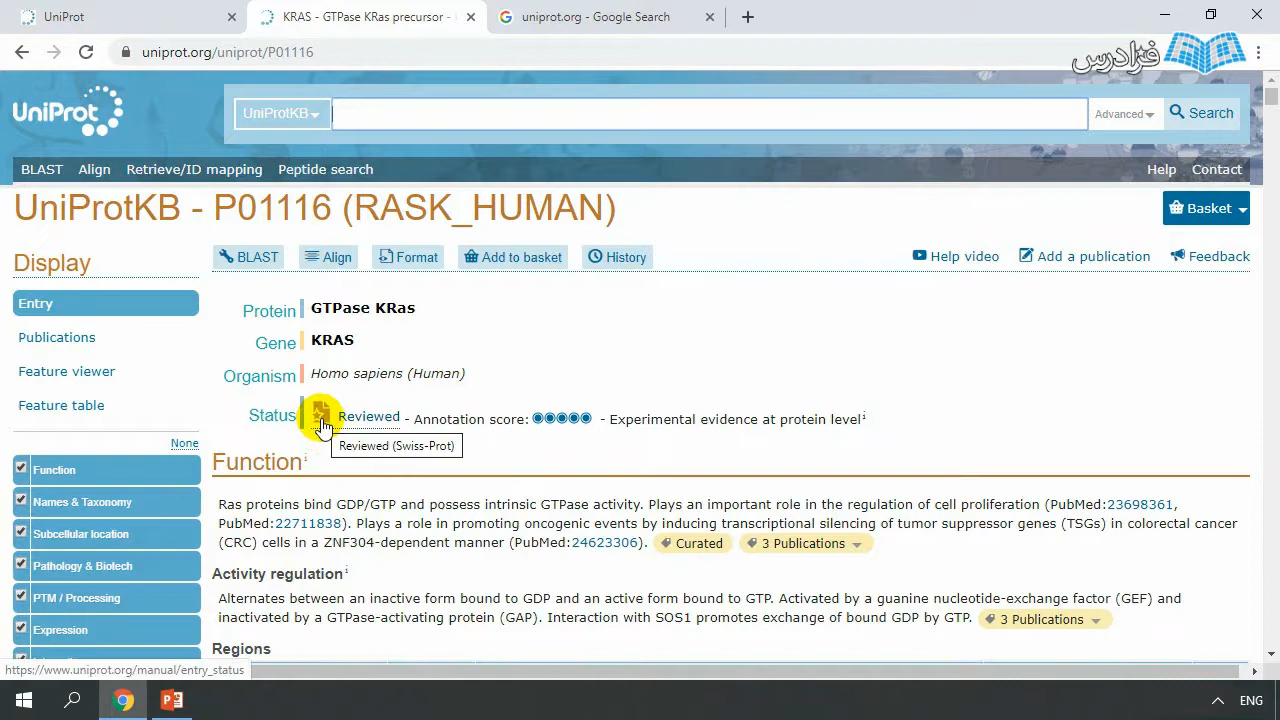 UniProt
KRAS - GTPase KRas precursor -
uniprot.org - Google Search
uniprot.org/uniprot/P01116
فرادرس
UniProt
UniProtKB
Advanced
Search
BLAST Align Retrieve/ID mapping Peptide search Help Contact
UniProtKB - P01116 (RASK_HUMAN)
Basket
Display
BLAST Align Format Add to basket History Help video Add a publication Feedback
Entry
Publications
Feature viewer
Feature table
None
Function
Names & Taxonomy
Subcellular location
Pathology & Biotech
PTM / Processing
Expression
Protein GTPase KRas
Gene KRAS
Organism Homo sapiens (Human)
Status Reviewed - Annotation score: - Experimental evidence at protein level i
Reviewed (Swiss-Prot)
Function i
Ras proteins bind GDP/GTP and possess intrinsic GTPase activity. Plays an important role in the regulation of cell proliferation (PubMed:23698361,
PubMed:22711838). Plays a role in promoting oncogenic events by inducing transcriptional silencing of tumor suppressor genes (TSGs) in colorectal cancer
(CRC) cells in a ZNF304-dependent manner (PubMed:24623306). Curated 3 Publications
Activity regulation i
Alternates between an inactive form bound to GDP and an active form bound to GTP. Activated by a guanine nucleotide-exchange factor (GEF) and
inactivated by a GTPase-activating protein (GAP). Interaction with SOS1 promotes exchange of bound GDP by GTP. 3 Publications
Regions
https://www.uniprot.org/manual/entry_status
ENG